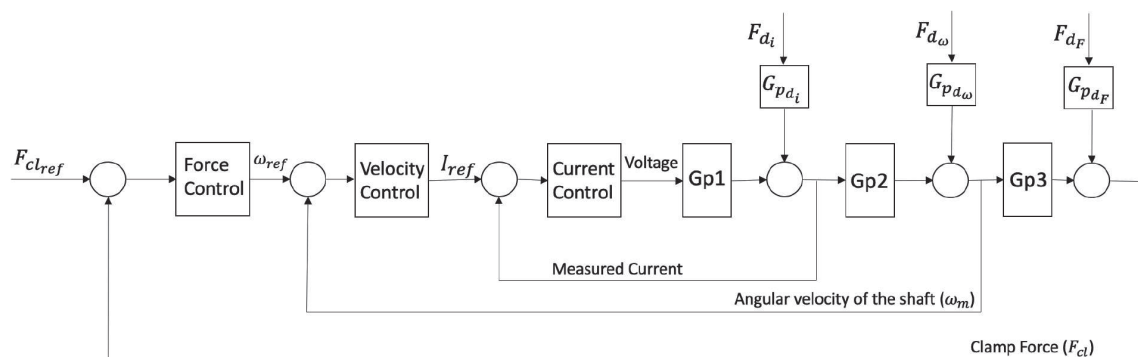 F_{d_i}
F_{d_ω}
F_{d_F}
G_{p_{d_i}}
G_{p_{d_ω}}
G_{p_{d_F}}
F_{cl_{ref}}
Force
Control
ω_{ref}
Velocity
Control
I_{ref}
Current
Control
Voltage
Gp1
Gp2
Gp3
Measured Current
Angular velocity of the shaft (ω_m)
Clamp Force (F_{cl})